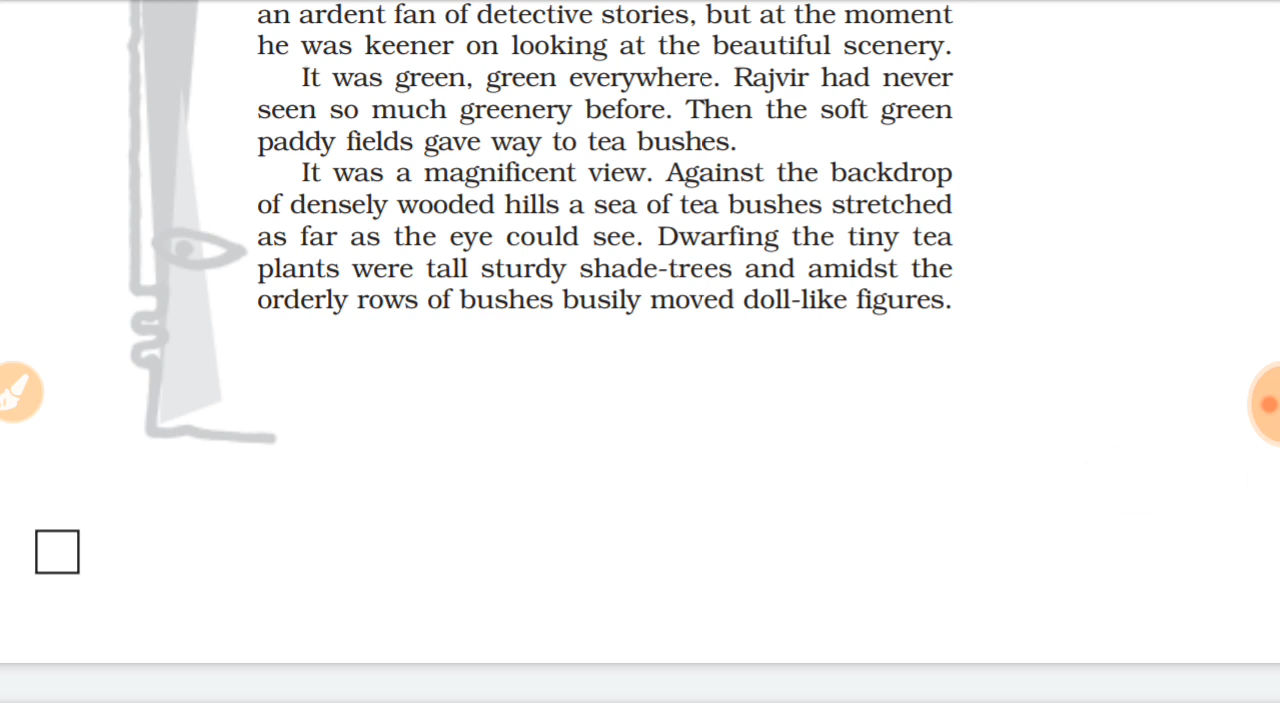 an ardent fan of detective stories, but at the moment
he was keener on looking at the beautiful scenery.
It was green, green everywhere. Rajvir had never
seen so much greenery before. Then the soft green
paddy fields gave way to tea bushes.
It was a magnificent view. Against the backdrop
of densely wooded hills a sea of tea bushes stretched
as far as the eye could see. Dwarfing the tiny tea
plants were tall sturdy shade-trees and amidst the
orderly rows of bushes busily moved doll-like figures.